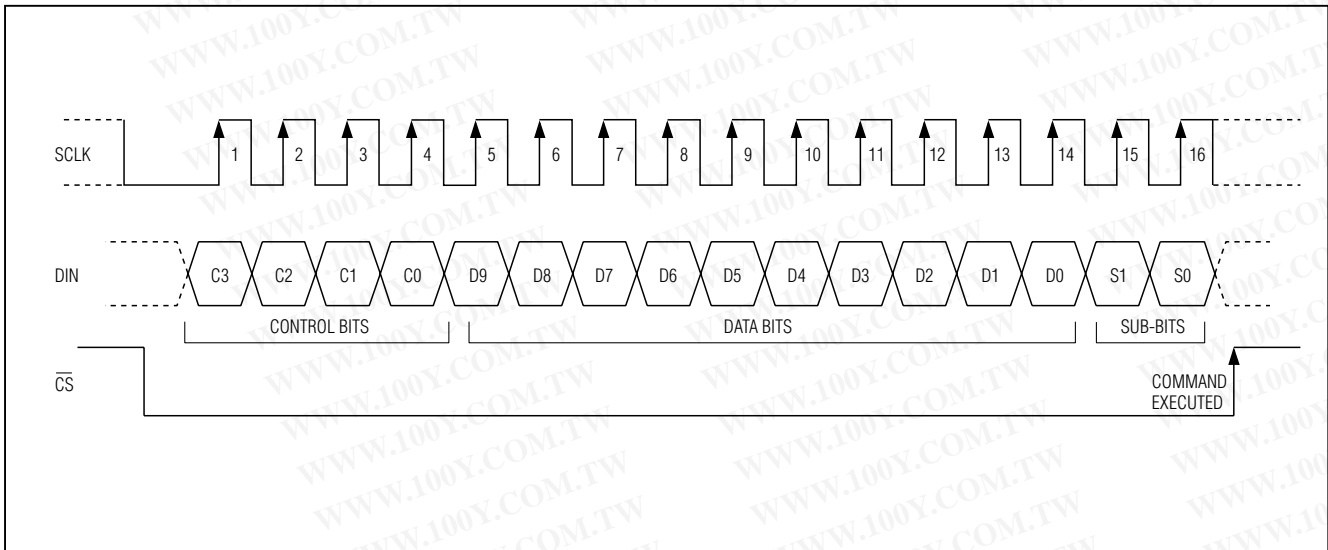 SCLK 1 2 3 4 5 6 7 8 9 10 11 12 13 14 15 16
DIN C3 C2 C1 C0 D9 D8 D7 D6 D5 D4 D3 D2 D1 D0 S1 S0
CONTROL BITS DATA BITS SUB-BITS
CS
COMMAND
EXECUTED
WWW.100Y.COM.TW